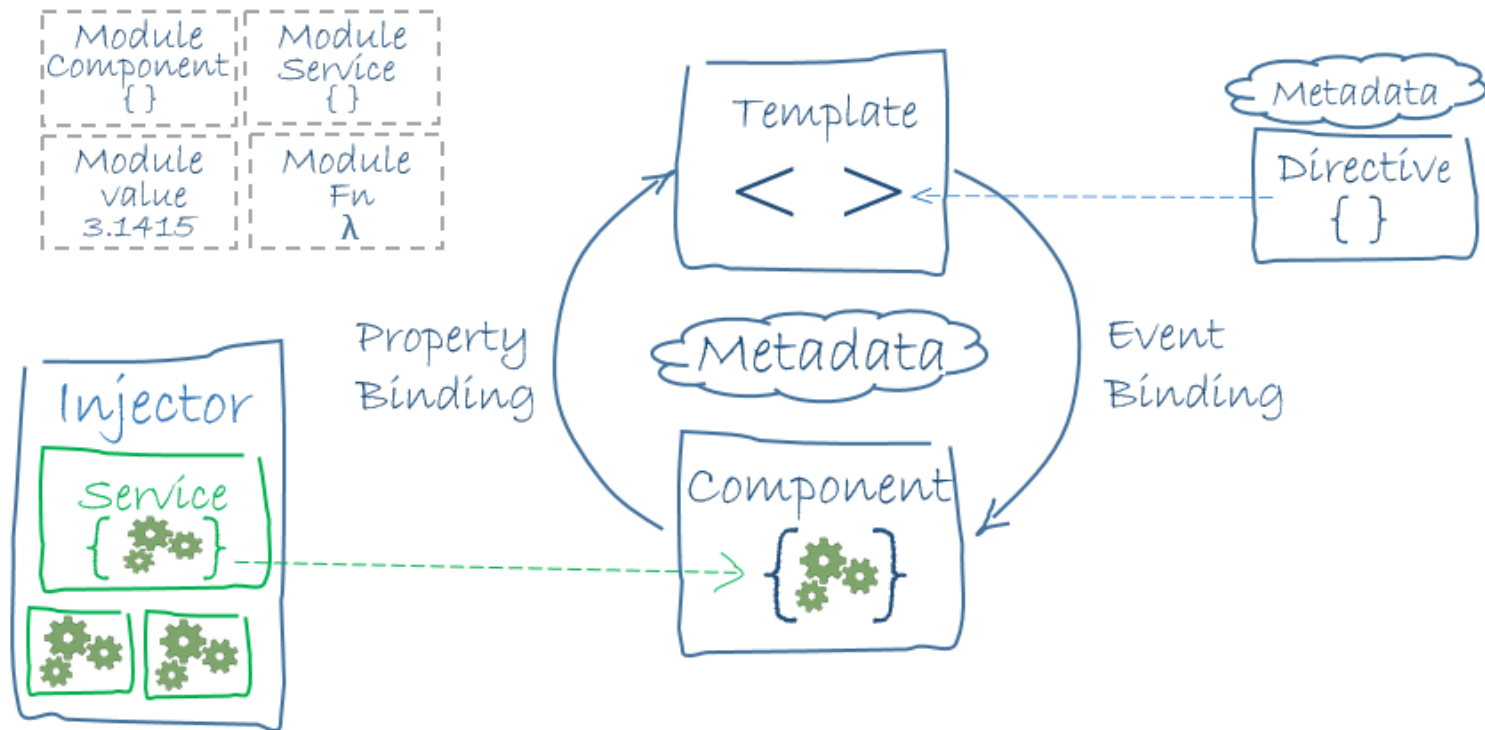 Module
Component
{ }
Module
Service
{ }
Module
value
3.1415
Module
Fn
λ
Template
< >
Metadata
Directive
{ }
Property
Binding
Metadata
Event
Binding
Injector
Service
{ }
Component
{ }